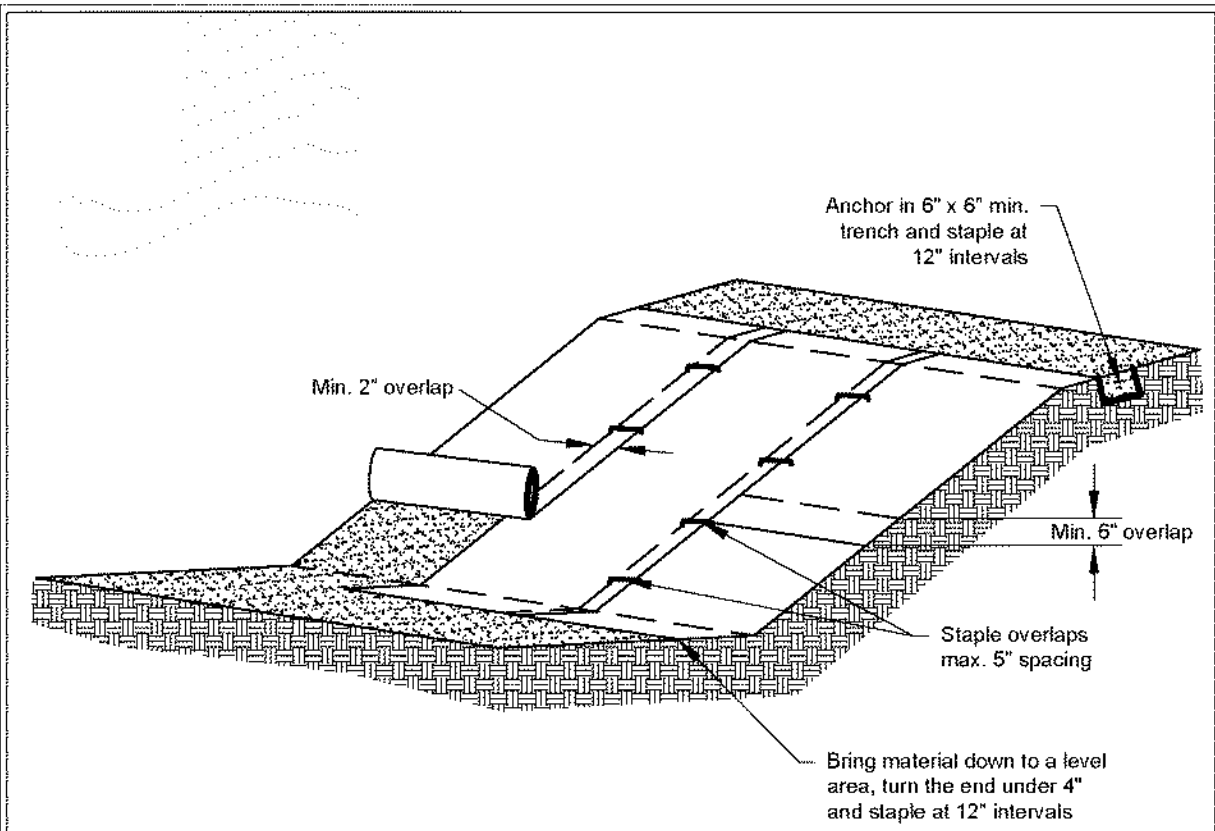 Anchor in 6" x 6" min.
trench and staple at
12" intervals
Min. 2" overlap
Min. 6" overlap
Staple overlaps
max. 5" spacing
Bring material down to a level
area, turn the end under 4"
and staple at 12" intervals